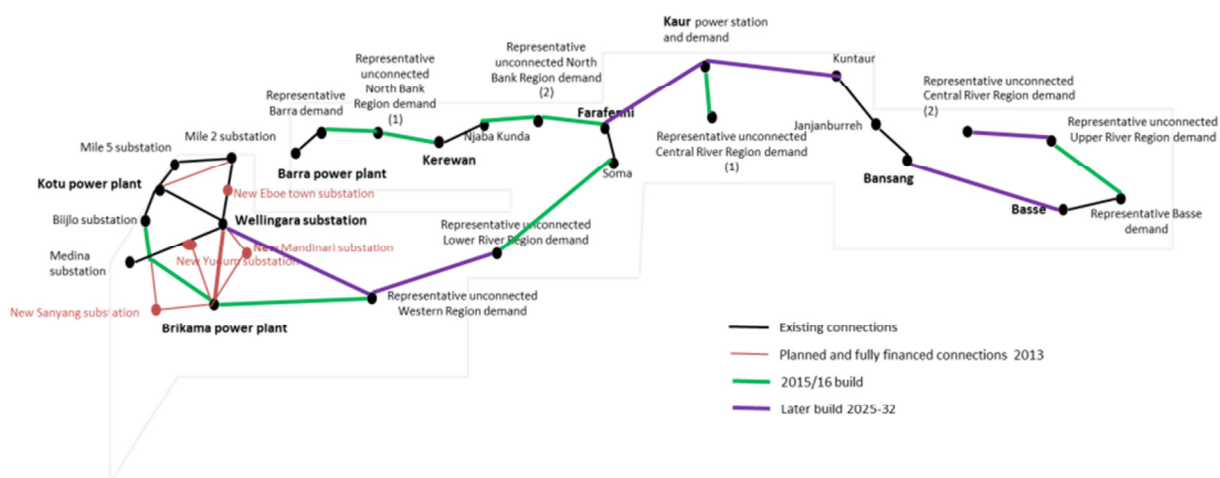 Kaur power station
and demand
Representative
unconnected North
Bank Region demand
(2)
Representative
unconnected
North Bank
Region demand
(1)
Kuntaur
Representative
Barra demand
Representative unconnected
Central River Region demand
(2)
Mile 2 substation
Farafenni
Representative unconnected
Upper River Region demand
Njaba Kunda
Janjanburreh
Mile 5 substation
Kerewan
Representative unconnected
Central River Region demand
(1)
Barra power plant
Soma
Bansang
Kotu power plant
New Eboe town substation
Biijlo substation
Wellingara substation
Basse
Representative Basse
demand
Representative unconnected
Lower River Region demand
New Mandinari substation
Medina
substation
New Yudum substation
Representative unconnected
Western Region demand
New Sanyang substation
Brikama power plant
Existing connections
Planned and fully financed connections 2013
2015/16 build
Later build 2025-32